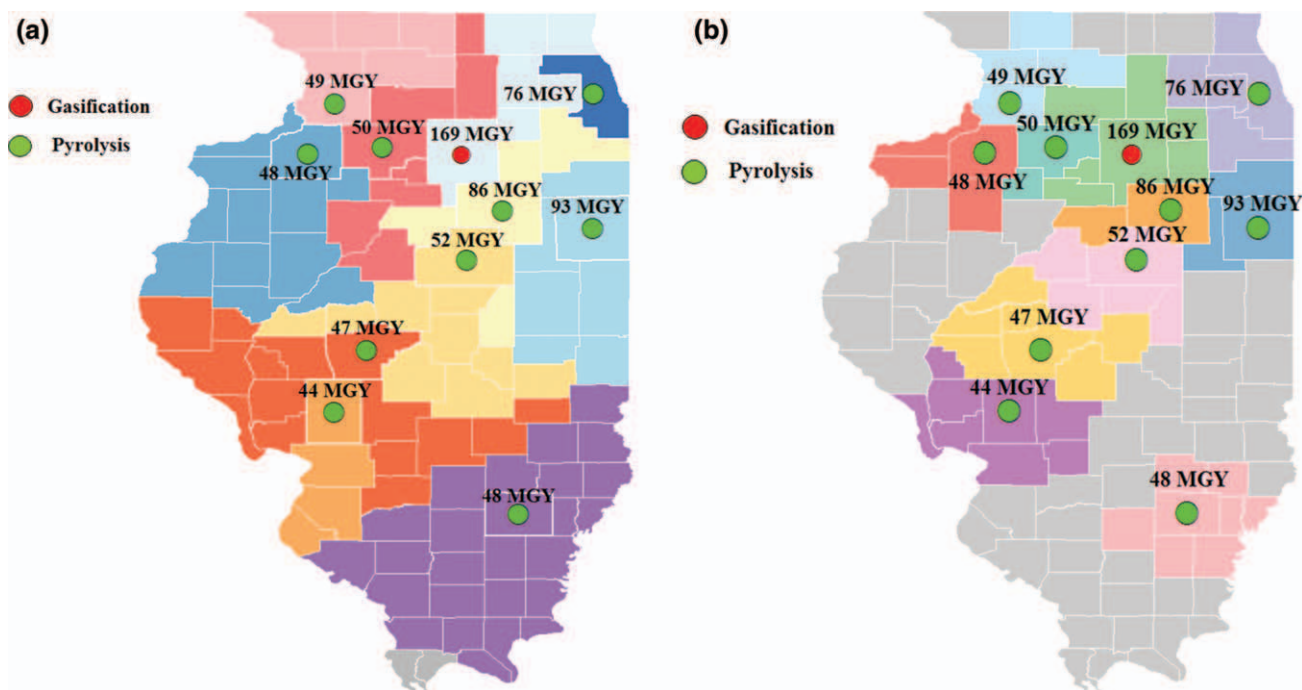 (a)
49 MGY
76 MGY
Gasification
50 MGY
169 MGY
Pyrolysis
48 MGY
86 MGY
93 MGY
52 MGY
47 MGY
44 MGY
48 MGY
(b)
49 MGY
76 MGY
Gasification
50 MGY
169 MGY
Pyrolysis
48 MGY
86 MGY
93 MGY
52 MGY
47 MGY
44 MGY
48 MGY